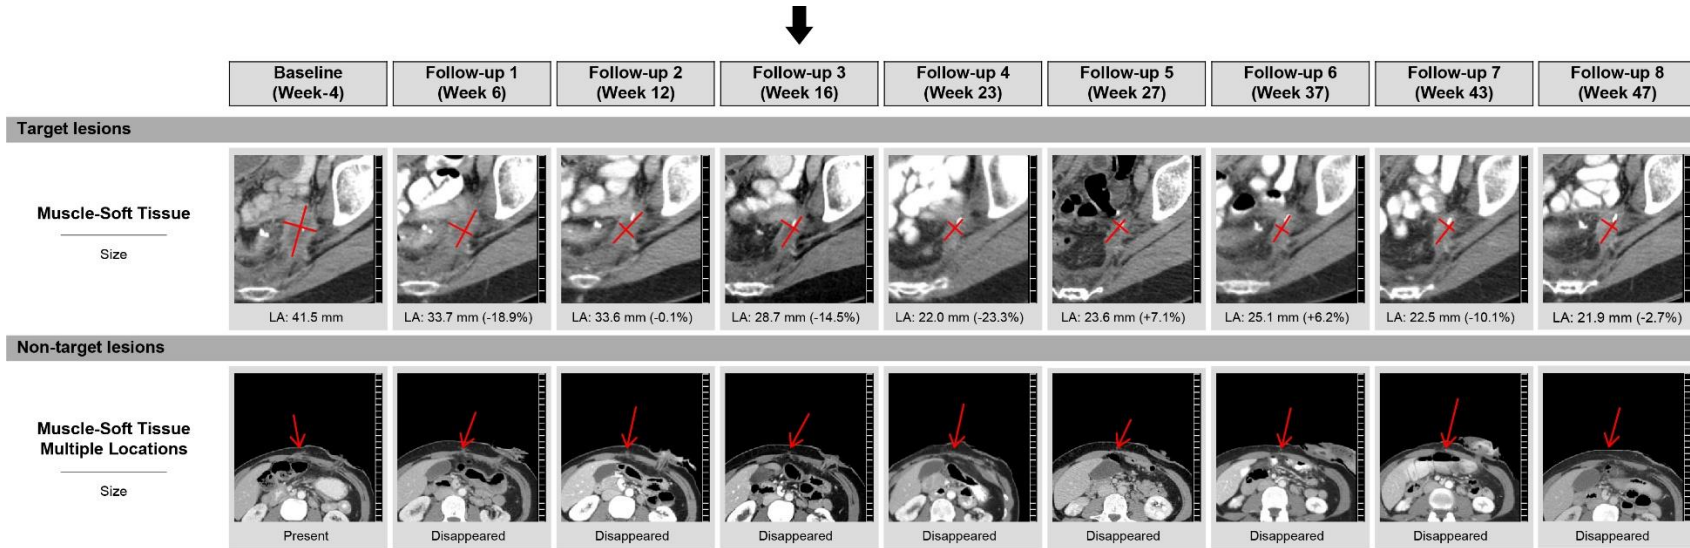 Baseline (Week-4)
Follow-up 1 (Week 6)
Follow-up 2 (Week 12)
Follow-up 3 (Week 16)
Follow-up 4 (Week 23)
Follow-up 5 (Week 27)
Follow-up 6 (Week 37)
Follow-up 7 (Week 43)
Follow-up 8 (Week 47)
Target lesions
Muscle-Soft Tissue
Size
LA: 41.5 mm
LA: 33.7 mm (-18.9%)
LA: 33.6 mm (-0.1%)
LA: 28.7 mm (-14.5%)
LA: 22.0 mm (-23.3%)
LA: 23.6 mm (+7.1%)
LA: 25.1 mm (+6.2%)
LA: 22.5 mm (-10.1%)
LA: 21.9 mm (-2.7%)
Non-target lesions
Muscle-Soft Tissue
Multiple Locations
Size
Present
Disappeared
Disappeared
Disappeared
Disappeared
Disappeared
Disappeared
Disappeared
Disappeared